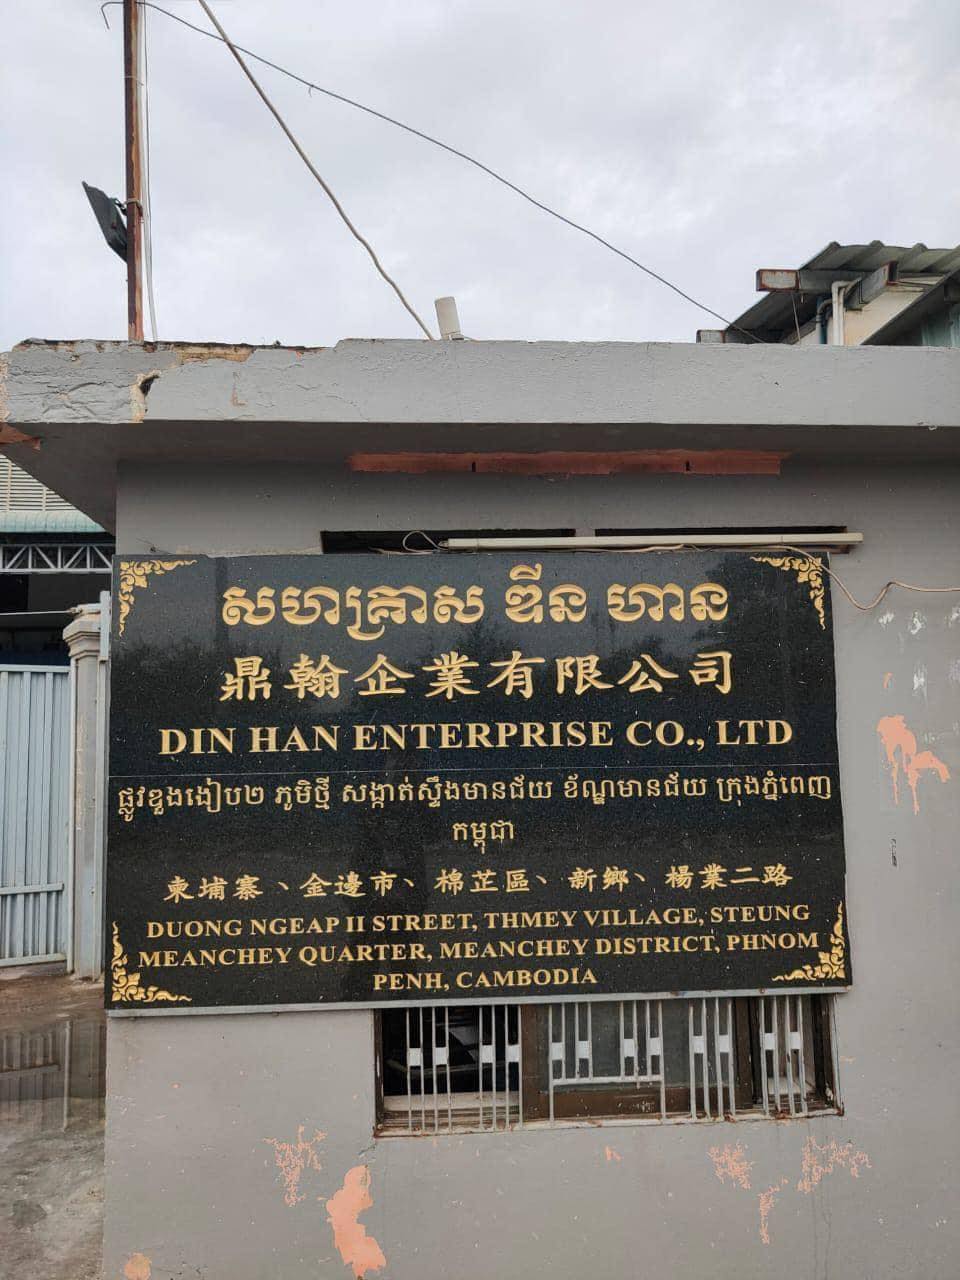 សហគ្រាស ឌីន ហាន
鼎翰企業有限公司
DIN HAN ENTERPRISE CO., LTD
ផ្លូវឌួងងៀប២ ភូមិថ្មី សង្កាត់ស្ទឹងមានជ័យ ខ័ណ្ឌមានជ័យ ក្រុងភ្នំពេញ
កម្ពុជា
柬埔寨、金邊市、棉芷區、新鄉、楊業二路
DUONG NGEAP II STREET, THMEY VILLAGE, STEUNG
MEANCHEY QUARTER, MEANCHEY DISTRICT, PHNOM
PENH, CAMBODIA